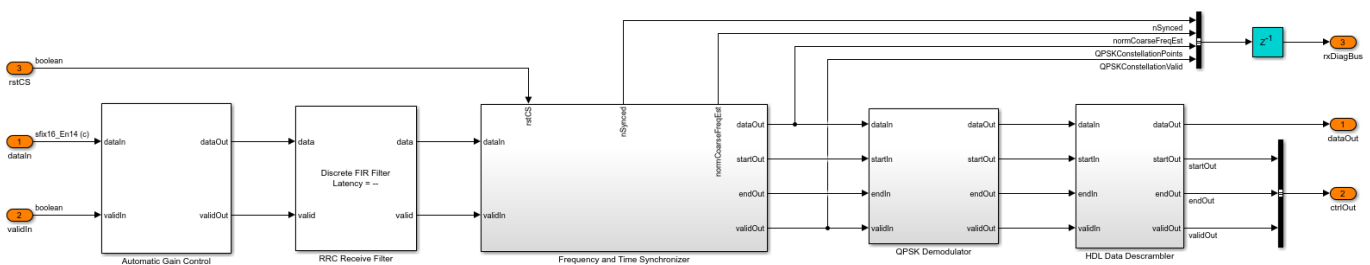 nSynced
normCoarseFreqEst
QPSKConstellationPoints
QPSKConstellationValid
z-1
3
rxDiagBus
boolean
3
rstCS
rstCS
nSynced
normCoarseFreqEst
sfix16_En14 (c)
1
dataIn
dataIn
dataOut
data
data
dataIn
dataOut
dataIn
dataOut
dataIn
dataOut
1
dataOut
startOut
startIn
startOut
startIn
startOut
startOut
Discrete FIR Filter
Latency = --
endOut
endIn
endOut
endIn
endOut
endOut
2
ctrlOut
boolean
2
validIn
validIn
validOut
valid
valid
validIn
validOut
validIn
validOut
validIn
validOut
validOut
Automatic Gain Control
RRC Receive Filter
Frequency and Time Synchronizer
QPSK Demodulator
HDL Data Descrambler